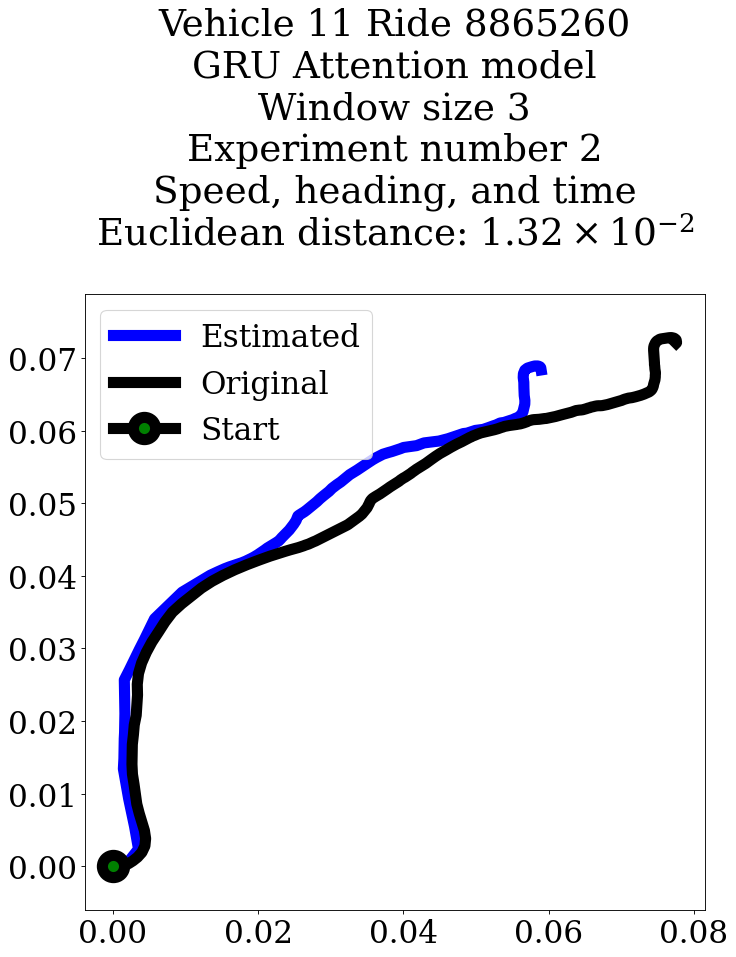 Vehicle 11 Ride 8865260
GRU Attention model
Window size 3
Experiment number 2
Speed, heading, and time
Euclidean distance: 1.32 × 10⁻²
Estimated
Original
Start
0.07
0.06
0.05
0.04
0.03
0.02
0.01
0.00
0.00 0.02 0.04 0.06 0.08